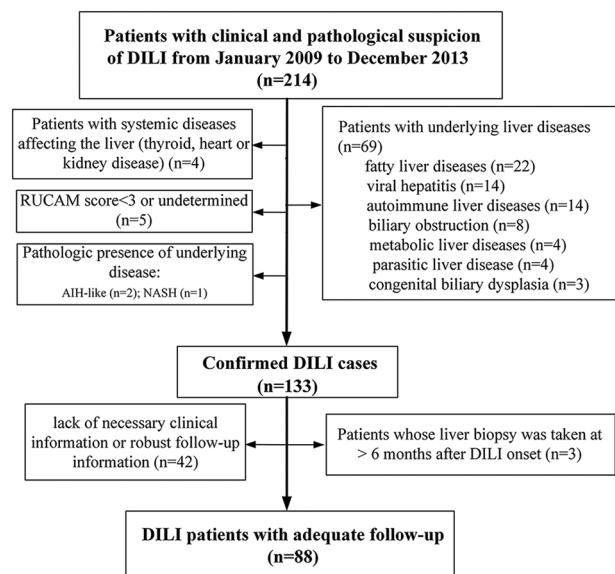 Patients with clinical and pathological suspicion
of DILI from January 2009 to December 2013
(n=214)
Patients with systemic diseases
affecting the liver (thyroid, heart or
kidney disease) (n=4)
RUCAM score<3 or undetermined
(n=5)
Pathologic presence of underlying
disease:
AIH-like (n=2); NASH (n=1)
Patients with underlying liver diseases
(n=69)
fatty liver diseases (n=22)
viral hepatitis (n=14)
autoimmune liver diseases (n=14)
biliary obstruction (n=8)
metabolic liver diseases (n=4)
parasitic liver disease (n=4)
congenital biliary dysplasia (n=3)
Confirmed DILI cases
(n=133)
lack of necessary clinical
information or robust follow-up
information (n=42)
Patients whose liver biopsy was taken at
> 6 months after DILI onset (n=3)
DILI patients with adequate follow-up
(n=88)